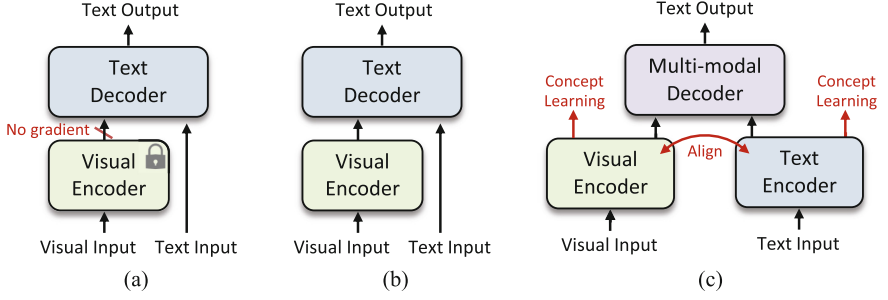 Text Output
Text
Decoder
No gradient
Visual
Encoder
Visual Input
Text Input
(a)
Text Output
Text
Decoder
Visual
Encoder
Visual Input
Text Input
(b)
Text Output
Multi-modal
Decoder
Concept
Learning
Concept
Learning
Align
Visual
Encoder
Text
Encoder
Visual Input
Text Input
(c)